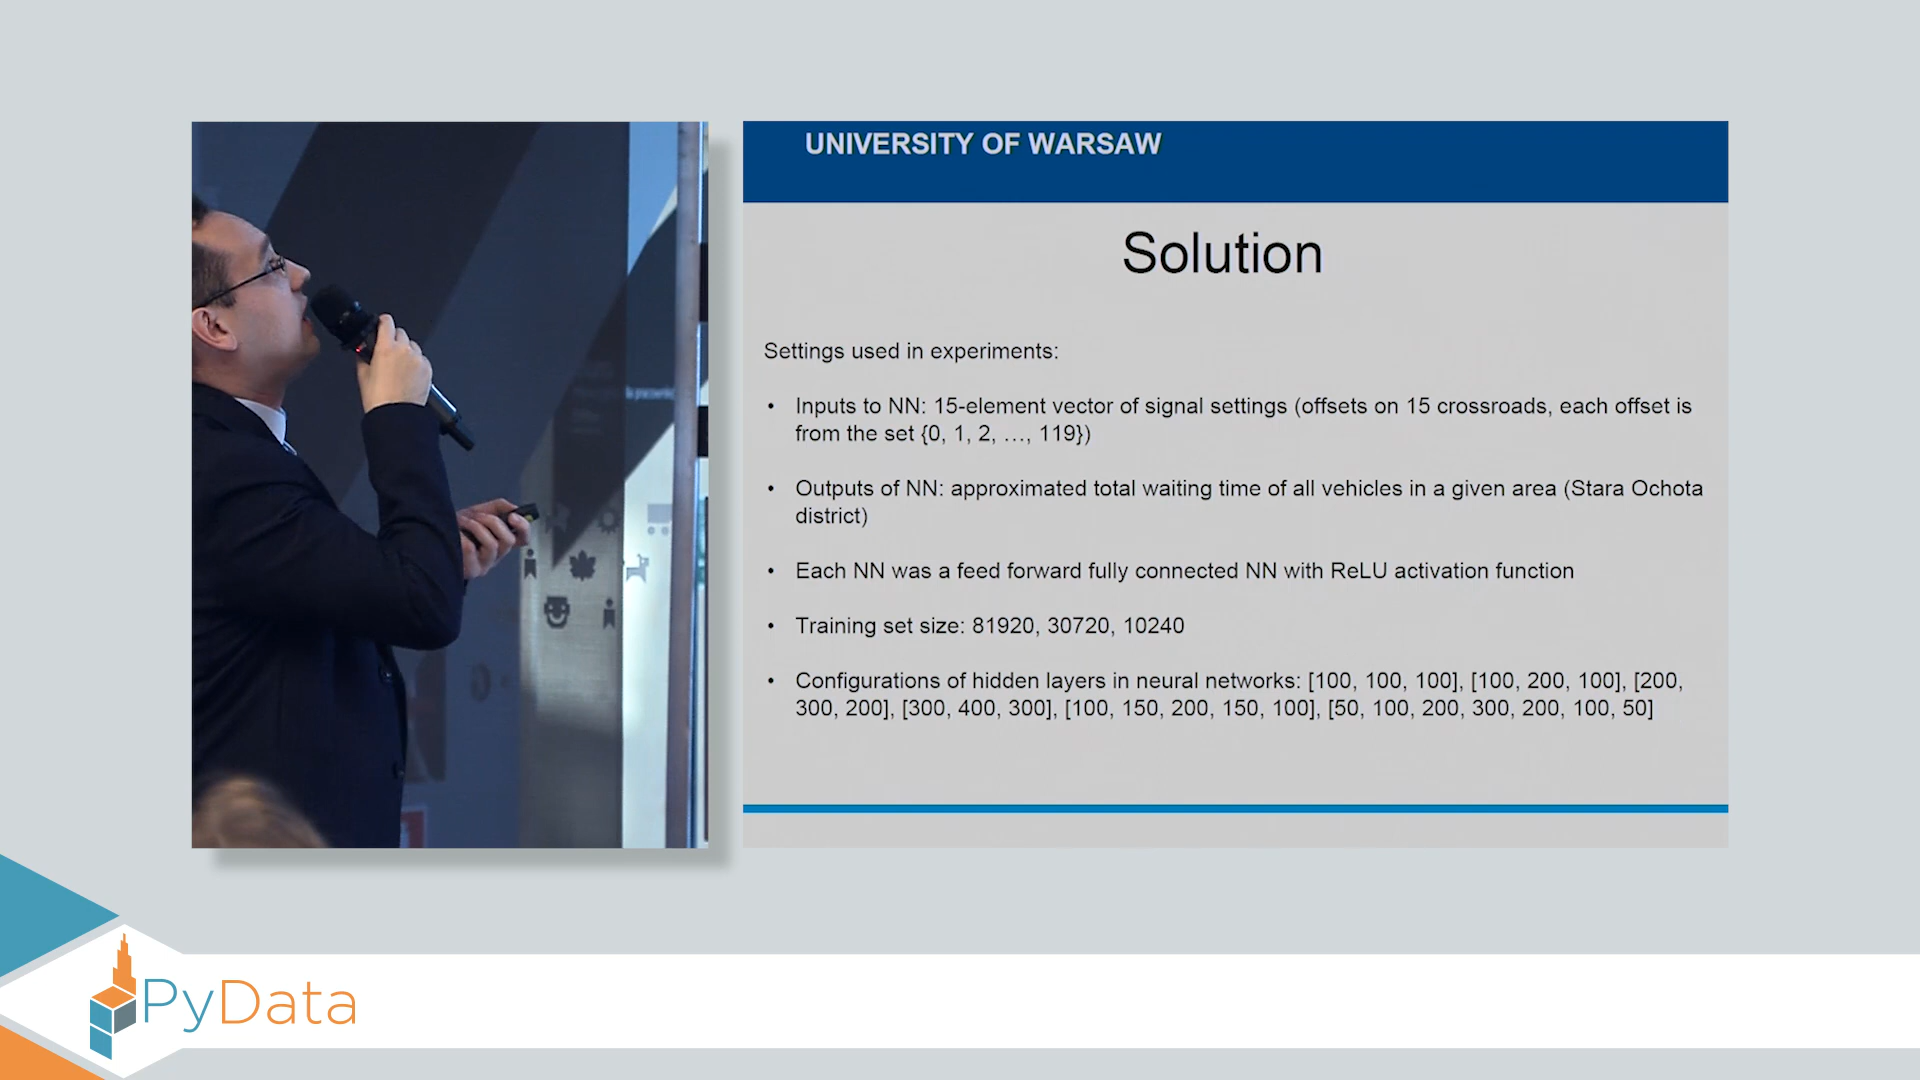 UNIVERSITY OF WARSAW
Solution
Settings used in experiments:
• Inputs to NN: 15-element vector of signal settings (offsets on 15 crossroads, each offset is
from the set {0, 1, 2, …, 119})
• Outputs of NN: approximated total waiting time of all vehicles in a given area (Stara Ochota
district)
• Each NN was a feed forward fully connected NN with ReLU activation function
• Training set size: 81920, 30720, 10240
• Configurations of hidden layers in neural networks: [100, 100, 100], [100, 200, 100], [200,
300, 200], [300, 400, 300], [100, 150, 200, 150, 100], [50, 100, 200, 300, 200, 100, 50]
PyData